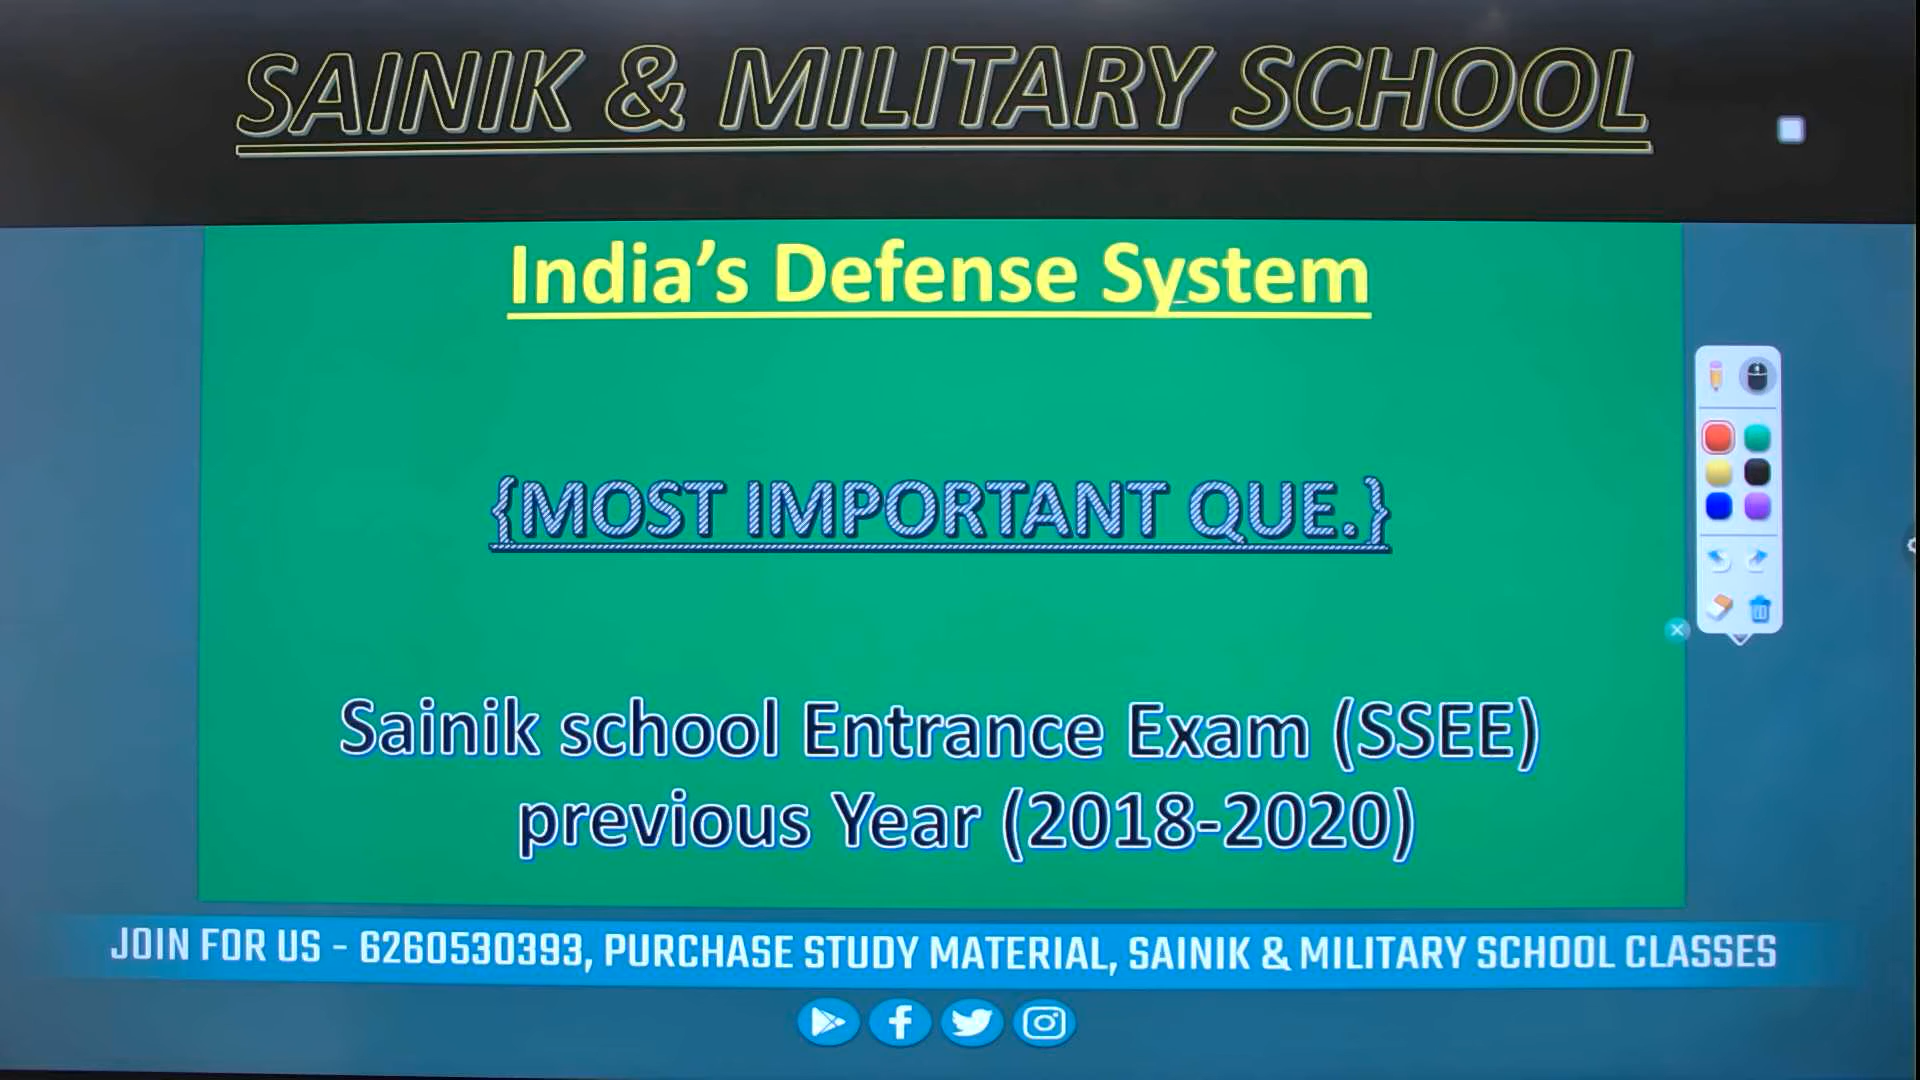 SAINIK & MILITARY SCHOOL
India’s Defense System
{MOST IMPORTANT QUE.}
Sainik school Entrance Exam (SSEE)
previous Year (2018-2020)
JOIN FOR US - 6260530393, PURCHASE STUDY MATERIAL, SAINIK & MILITARY SCHOOL CLASSES